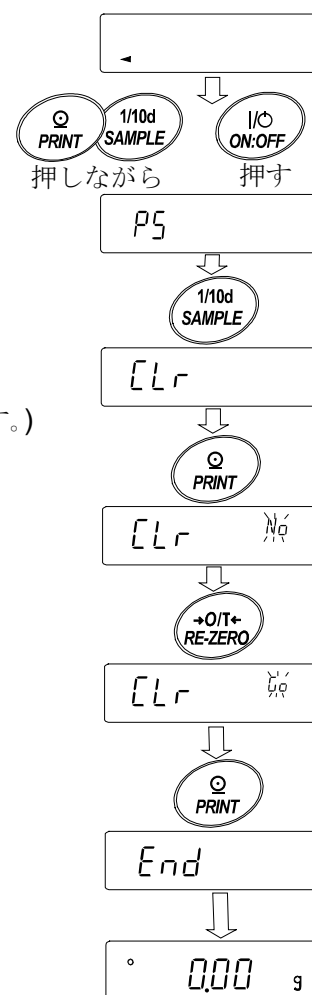 PRINT
1/10d
SAMPLE
I/⏻
ON:OFF
押しながら
押す
PS
1/10d
SAMPLE
CLr
す。)
PRINT
CLr No
→O/T←
RE-ZERO
CLr Go
PRINT
End
0.00 g